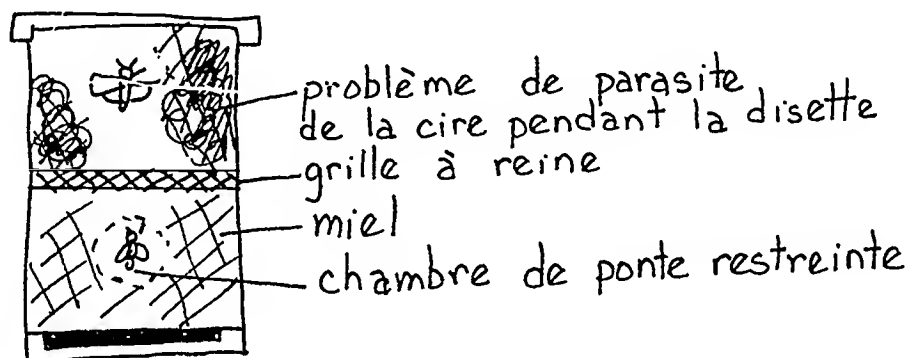 problème de parasite
de la cire pendant la disette
grille à reine
miel
chambre de ponte restreinte